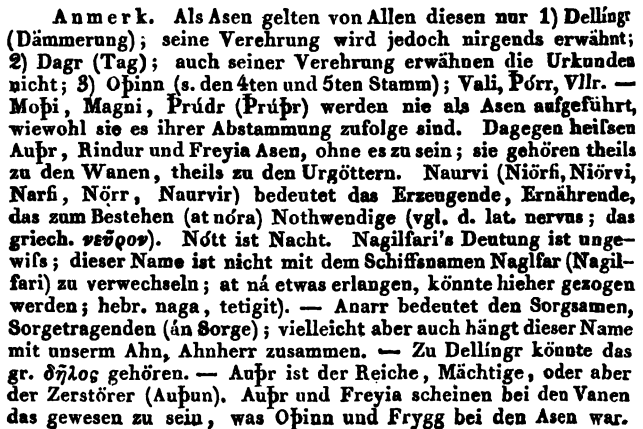 Anmerk. Als Asen gelten von Allen diesen nur 1) Dellíngr
(Dämmerung); seine Verehrung wird jedoch nirgends erwähnt;
2) Dagr (Tag); auch seiner Verehrung erwähnen die Urkunden
nicht; 3) Oþinn (s. den 4ten und 5ten Stamm); Vali, Þórr, Vllr. —
Moþi, Magni, Þrúdr (Þrúþr) werden nie als Asen aufgeführt,
wiewohl sie es ihrer Abstammung zufolge sind. Dagegen heifsen
Auþr, Rindur und Freyia Asen, ohne es zu sein; sie gehören theils
zu den Wanen, theils zu den Urgöttern. Naurvi (Niörfi, Niörvi,
Narfi, Nörr, Naurvir) bedeutet das Erzeugende, Ernährende,
das zum Bestehen (at nóra) Nothwendige (vgl. d. lat. nervus; das
griech. νεῦρον). Nótt ist Nacht. Nagilfari's Deutung ist unge-
wifs; dieser Name ist nicht mit dem Schiffsnamen Naglfar (Nagil-
fari) zu verwechseln; at ná etwas erlangen, könnte hieher gezogen
werden; hebr. naga, tetigit). — Anarr bedeutet den Sorgsamen,
Sorgetragenden (án Sorge); vielleicht aber auch hängt dieser Name
mit unserm Ahn, Ahnherr zusammen. — Zu Dellíngr könnte das
gr. δῆλος gehören. — Auþr ist der Reiche, Mächtige, oder aber
der Zerstörer (Auþun). Auþr und Freyia scheinen bei den Vanen
das gewesen zu sein, was Oþinn und Frygg bei den Asen war.